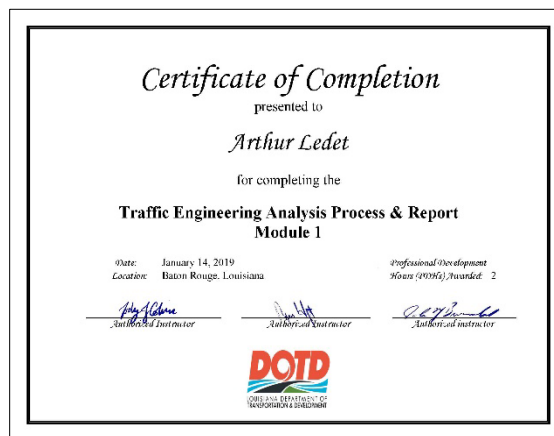 Certificate of Completion
presented to
Arthur Ledet
for completing the
Traffic Engineering Analysis Process & Report
Module 1
Date: January 14, 2019
Location: Baton Rouge, Louisiana
Professional Development
Hours (PDHs) Awarded: 2
Authorized Instructor
Authorized Instructor
Authorized instructor
DOTD
LOUISIANA DEPARTMENT OF
TRANSPORTATION & DEVELOPMENT